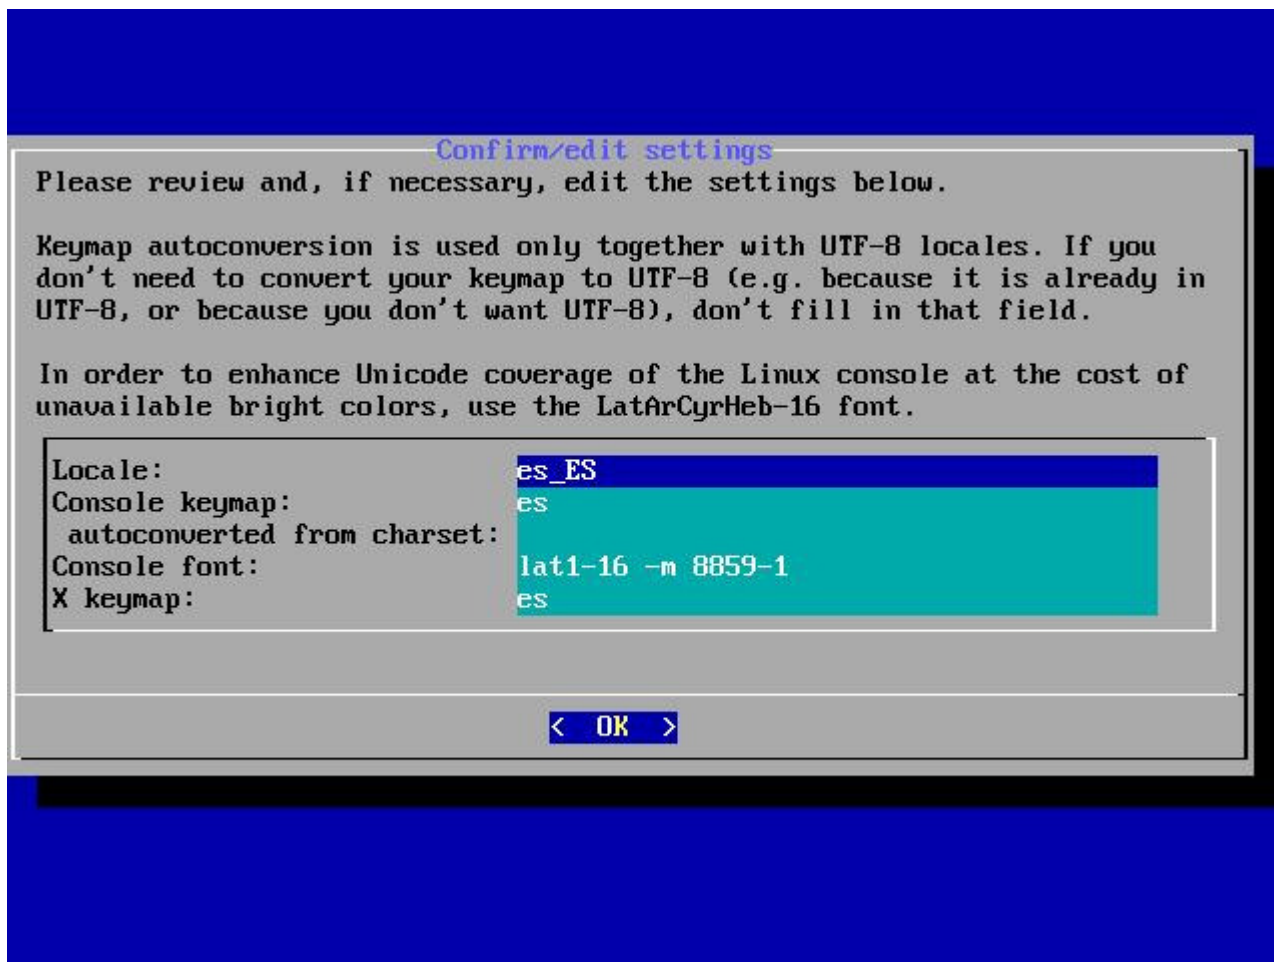 Confirm/edit settings
Please review and, if necessary, edit the settings below.
Keymap autoconversion is used only together with UTF-8 locales. If you
don't need to convert your keymap to UTF-8 (e.g. because it is already in
UTF-8, or because you don't want UTF-8), don't fill in that field.
In order to enhance Unicode coverage of the Linux console at the cost of
unavailable bright colors, use the LatArCyrHeb-16 font.
Locale: es_ES
Console keymap: es
autoconverted from charset:
Console font: lat1-16 -m 8859-1
X keymap: es
< OK >